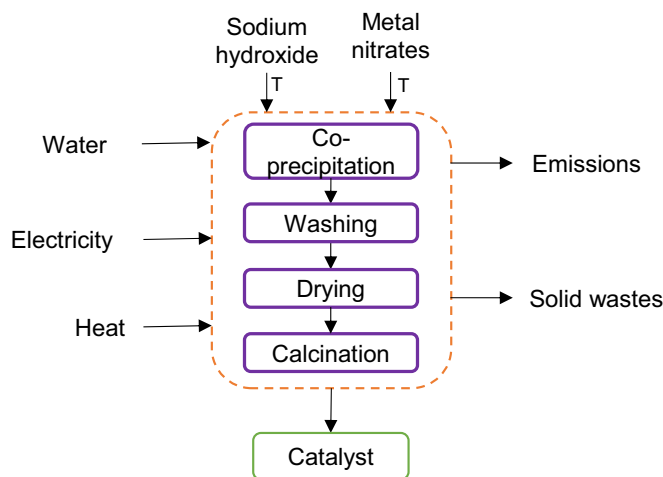 Sodium
hydroxide
Metal
nitrates
T
T
Water
Co-
precipitation
Emissions
Washing
Electricity
Drying
Solid wastes
Heat
Calcination
Catalyst